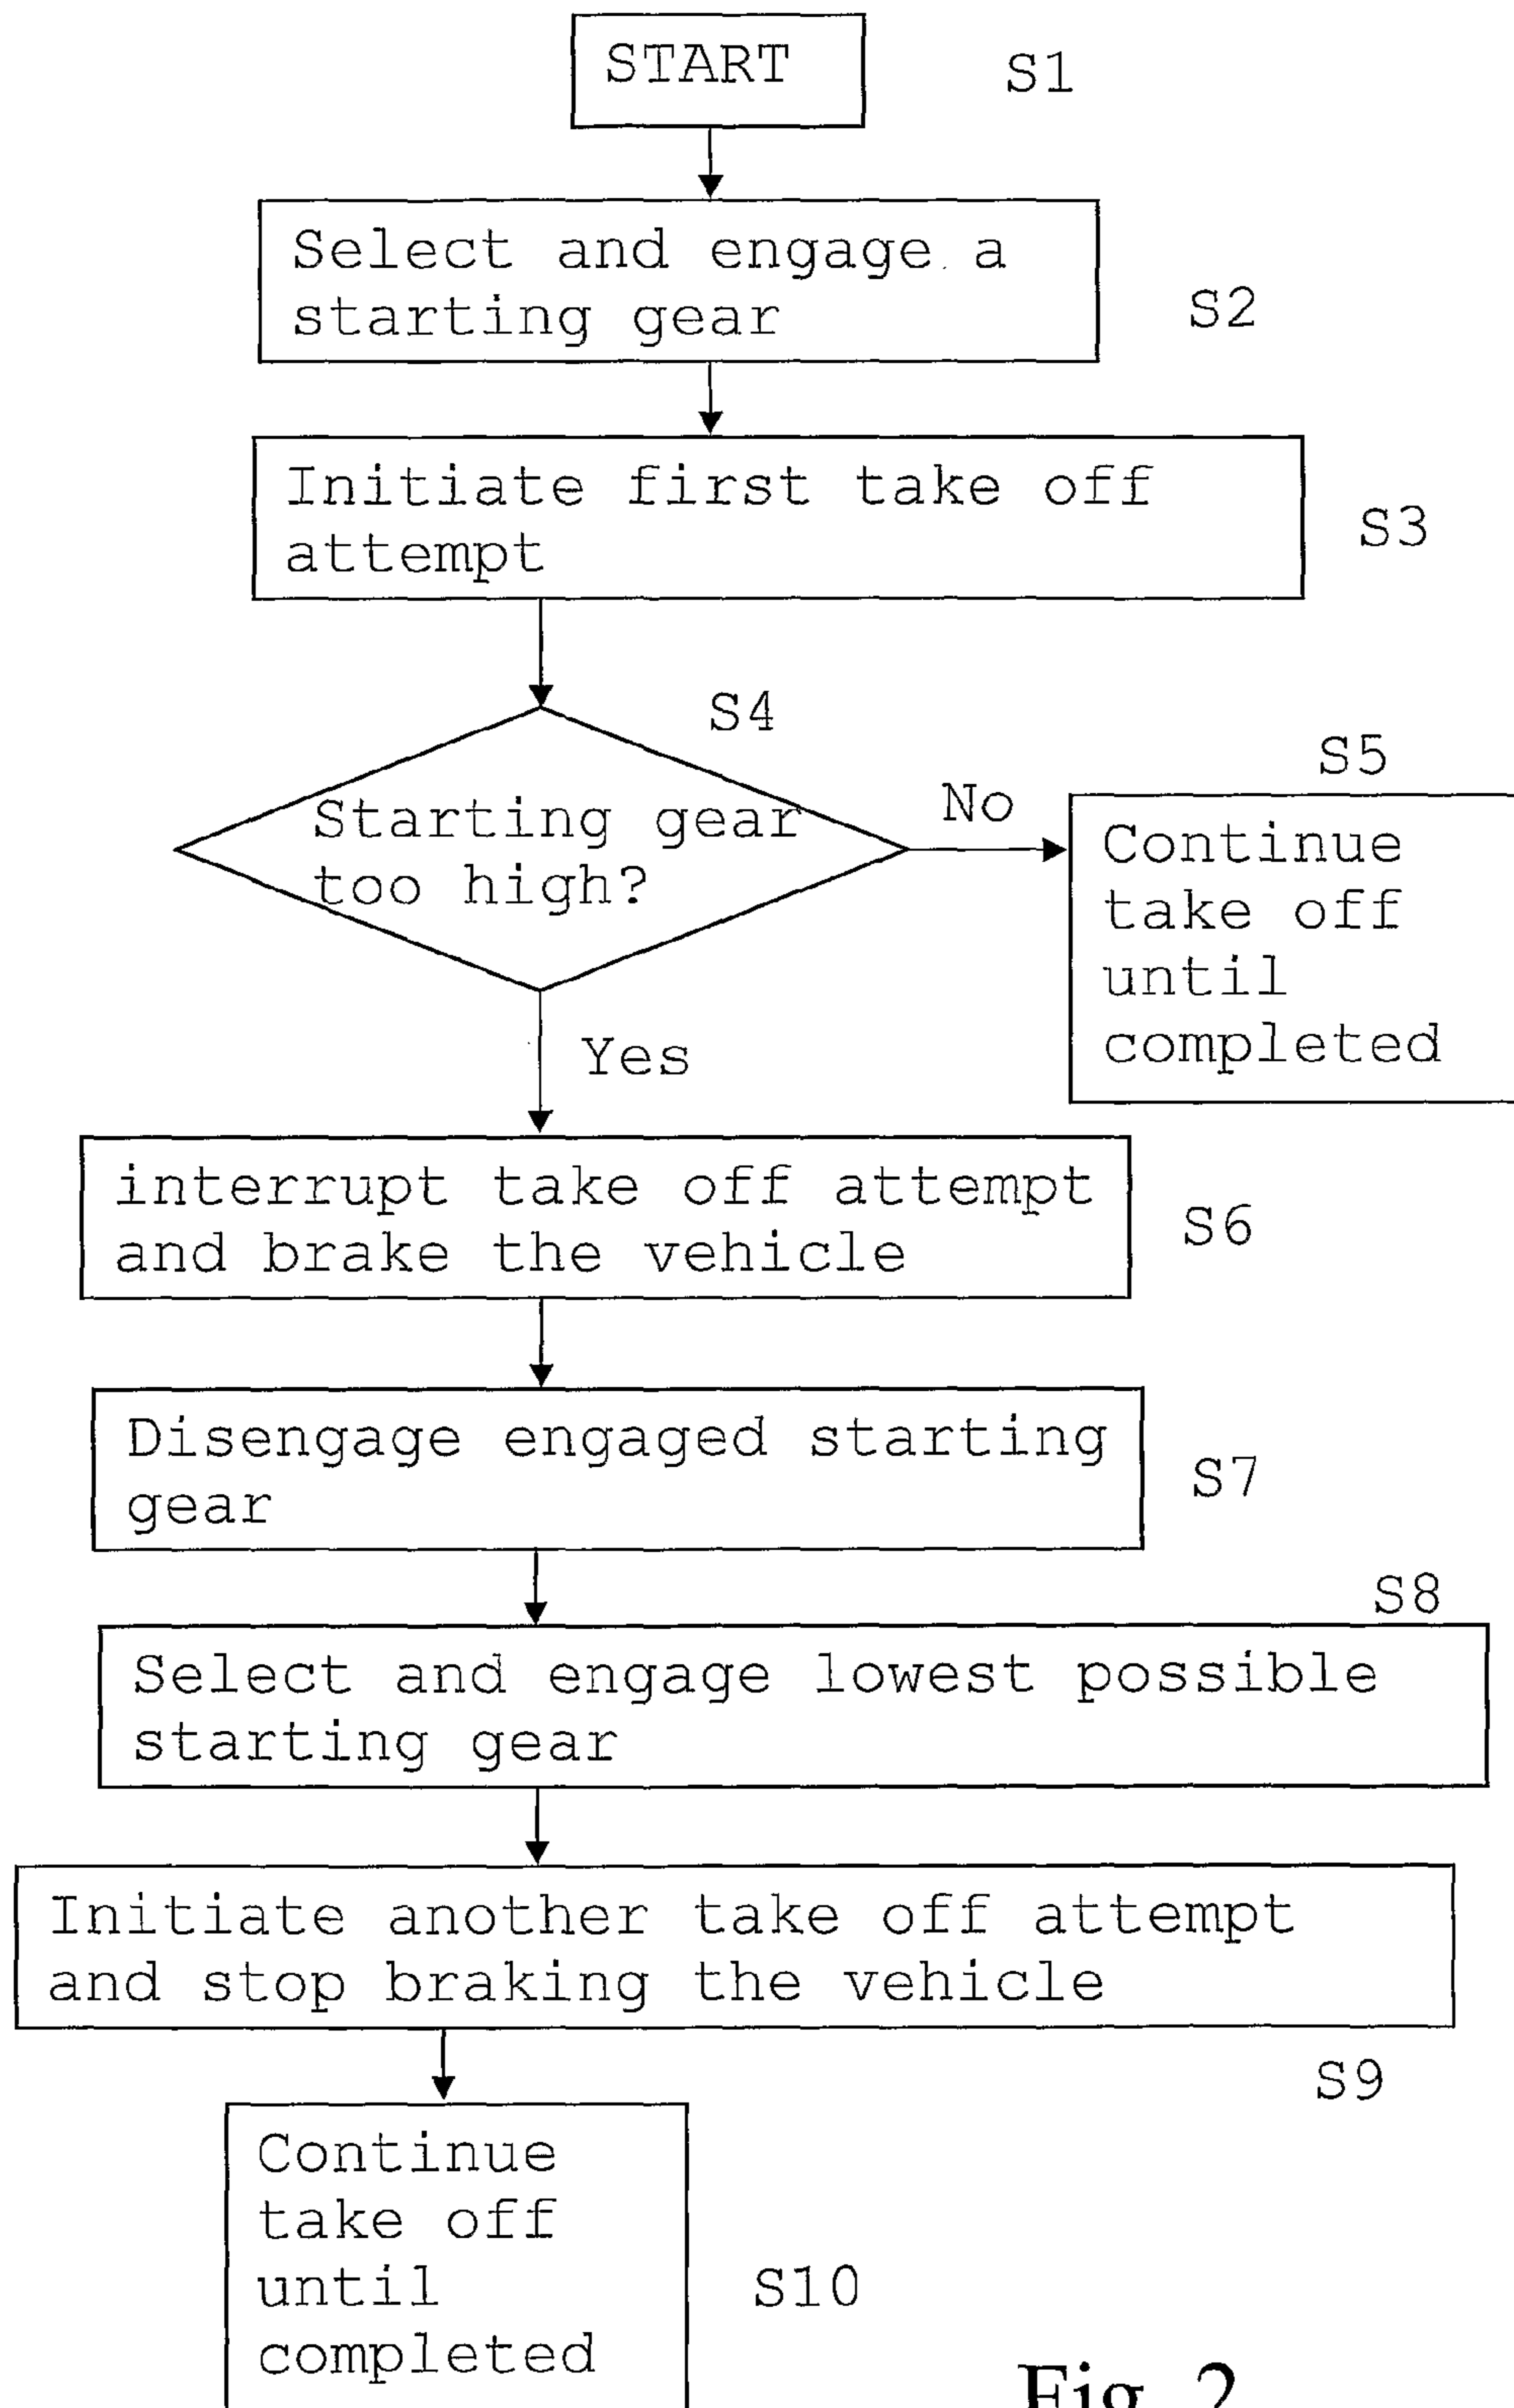 START
S1
Select and engage a
starting gear
S2
Initiate first take off
attempt
S3
S4
Starting gear
too high?
No
S5
Continue
take off
until
completed
Yes
interrupt take off attempt
and brake the vehicle
S6
Disengage engaged starting
gear
S7
S8
Select and engage lowest possible
starting gear
Initiate another take off attempt
and stop braking the vehicle
S9
Continue
take off
until
completed
S10
Fig. 2